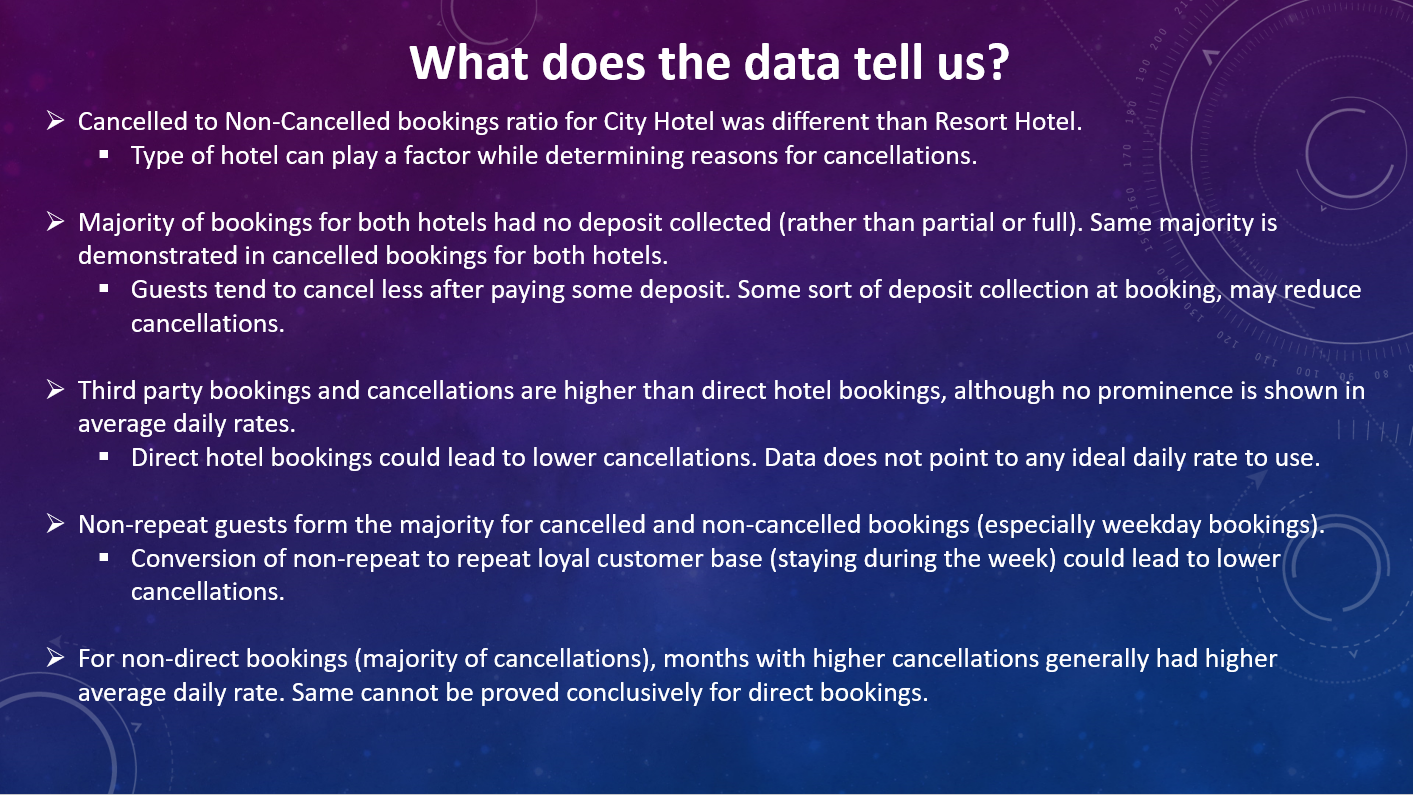 What does the data tell us?
Cancelled to Non-Cancelled bookings ratio for City Hotel was different than Resort Hotel.
Type of hotel can play a factor while determining reasons for cancellations.
Majority of bookings for both hotels had no deposit collected (rather than partial or full). Same majority is
demonstrated in cancelled bookings for both hotels.
Guests tend to cancel less after paying some deposit. Some sort of deposit collection at booking, may reduce
cancellations.
Third party bookings and cancellations are higher than direct hotel bookings, although no prominence is shown in
average daily rates.
Direct hotel bookings could lead to lower cancellations. Data does not point to any ideal daily rate to use.
Non-repeat guests form the majority for cancelled and non-cancelled bookings (especially weekday bookings).
Conversion of non-repeat to repeat loyal customer base (staying during the week) could lead to lower
cancellations.
For non-direct bookings (majority of cancellations), months with higher cancellations generally had higher
average daily rate. Same cannot be proved conclusively for direct bookings.